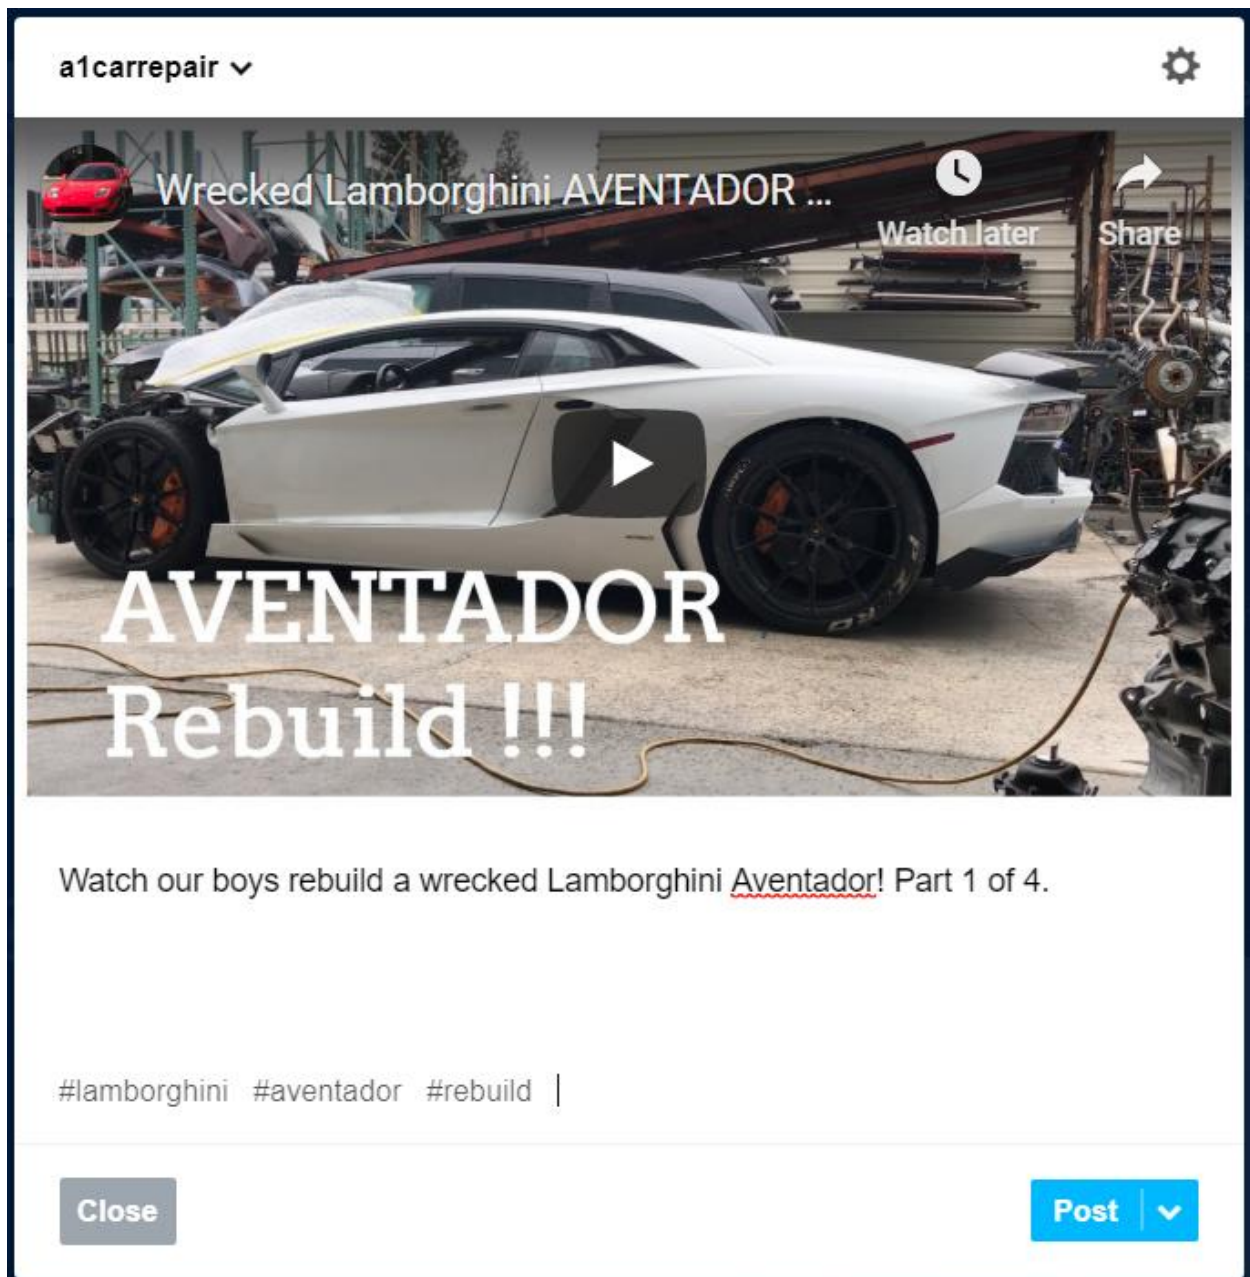 a1carrepair
Wrecked Lamborghini AVENTADOR ...
Watch later
Share
AVENTADOR
Rebuild !!!
Watch our boys rebuild a wrecked Lamborghini Aventador! Part 1 of 4.
#lamborghini #aventador #rebuild
Close
Post